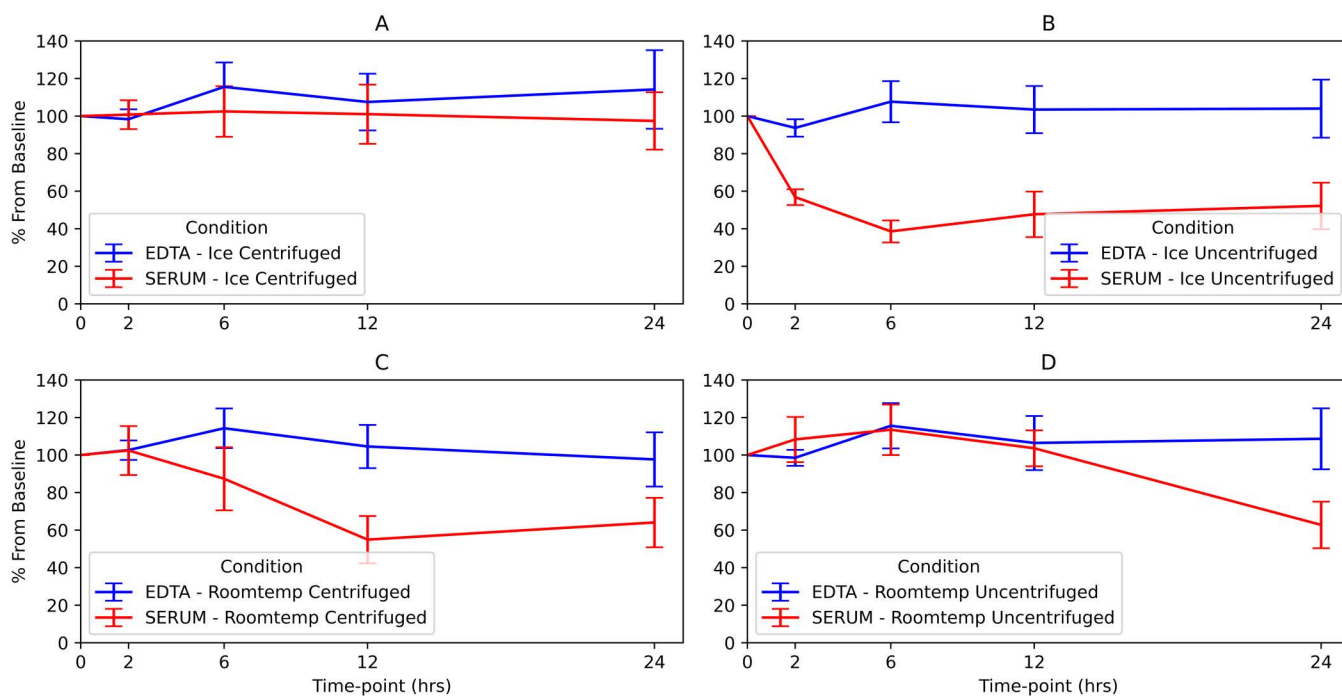 A
% From Baseline
140
120
100
80
60
40
20
0
Condition
EDTA - Ice Centrifuged
SERUM - Ice Centrifuged
0 2 6 12 24
B
140
120
100
80
60
40
20
0
Condition
EDTA - Ice Uncentrifuged
SERUM - Ice Uncentrifuged
0 2 6 12 24
C
% From Baseline
140
120
100
80
60
40
20
0
Condition
EDTA - Roomtemp Centrifuged
SERUM - Roomtemp Centrifuged
0 2 6 12 24
Time-point (hrs)
D
140
120
100
80
60
40
20
0
Condition
EDTA - Roomtemp Uncentrifuged
SERUM - Roomtemp Uncentrifuged
0 2 6 12 24
Time-point (hrs)